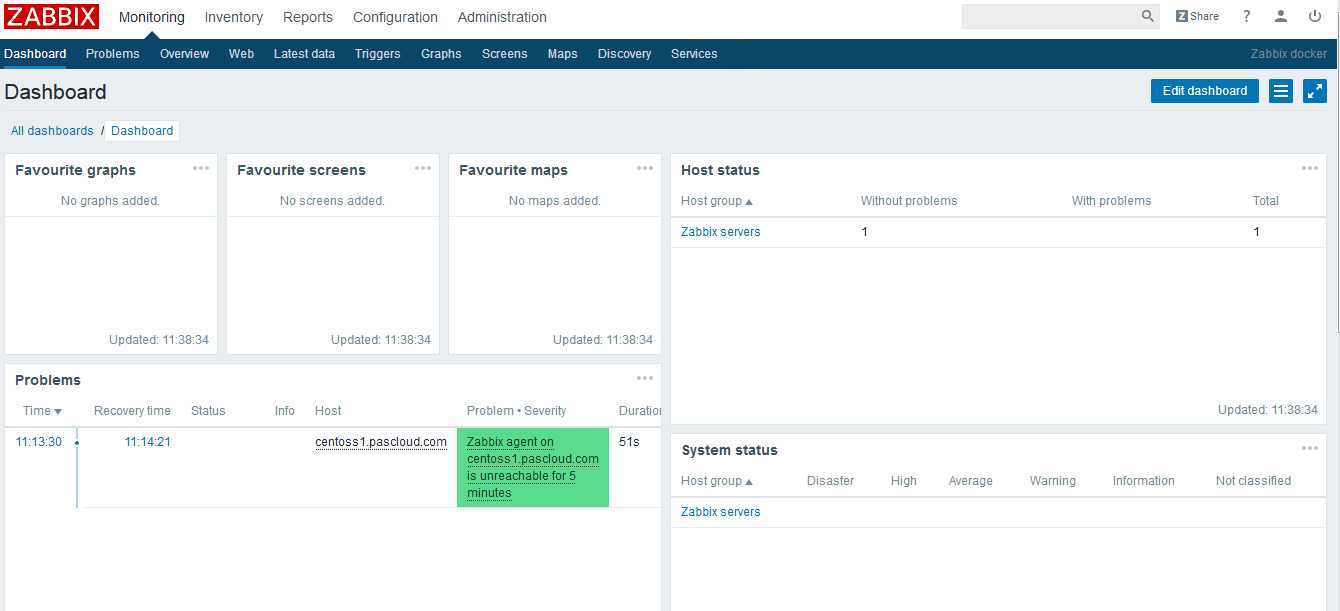 ZABBIX Monitoring Inventory Reports Configuration Administration Z Share ?
Dashboard Problems Overview Web Latest data Triggers Graphs Screens Maps Discovery Services Zabbix docker
Dashboard Edit dashboard
All dashboards / Dashboard
Favourite graphs
No graphs added.
Updated: 11:38:34
Favourite screens
No screens added.
Updated: 11:38:34
Favourite maps
No maps added.
Updated: 11:38:34
Host status
Host group Without problems With problems Total
Zabbix servers 1 1
Updated: 11:38:34
Problems
Time Recovery time Status Info Host Problem • Severity Duration
11:13:30 11:14:21 centoss1.pascloud.com Zabbix agent on 51s
centoss1.pascloud.com
is unreachable for 5
minutes
System status
Host group Disaster High Average Warning Information Not classified
Zabbix servers